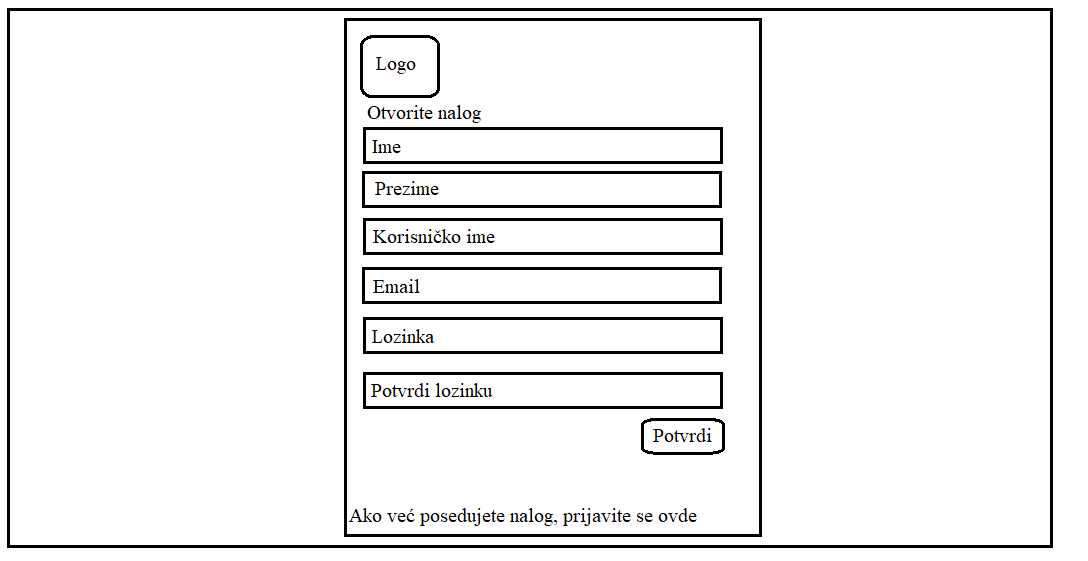 Logo
Otvorite nalog
Ime
Prezime
Korisničko ime
Email
Lozinka
Potvrdi lozinku
Potvrdi
Ako već posedujete nalog, prijavite se ovde